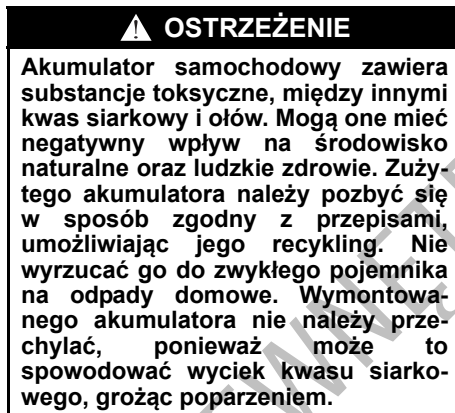 OSTRZEŻENIE
Akumulator samochodowy zawiera
substancje toksyczne, między innymi
kwas siarkowy i ołów. Mogą one mieć
negatywny wpływ na środowisko
naturalne oraz ludzkie zdrowie. Zuży-
tego akumulatora należy pozbyć się
w sposób zgodny z przepisami,
umożliwiając jego recykling. Nie
wyrzucać go do zwykłego pojemnika
na odpady domowe. Wymontowa-
nego akumulatora nie należy prze-
chylać, ponieważ może to
spowodować wyciek kwasu siarko-
wego, grożąc poparzeniem.